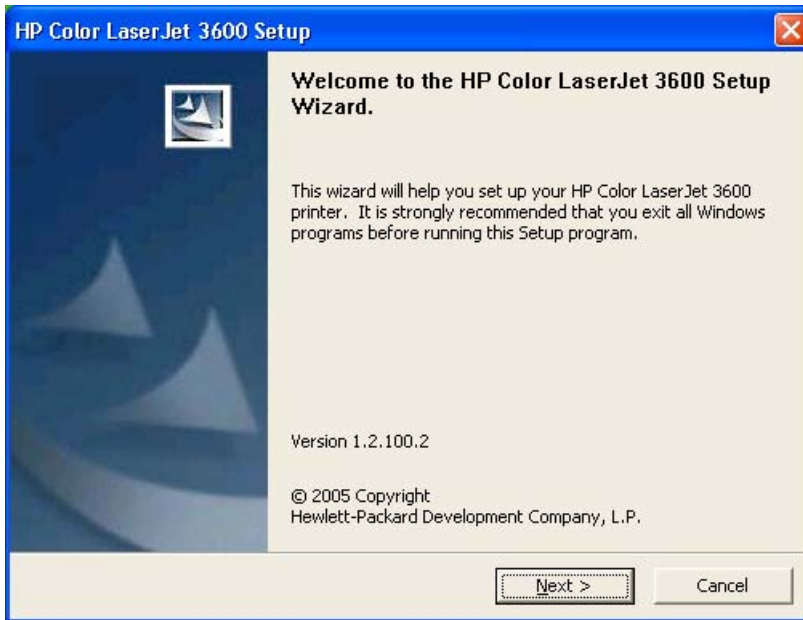 HP Color LaserJet 3600 Setup
Welcome to the HP Color LaserJet 3600 Setup
Wizard.
This wizard will help you set up your HP Color LaserJet 3600
printer. It is strongly recommended that you exit all Windows
programs before running this Setup program.
Version 1.2.100.2
© 2005 Copyright
Hewlett-Packard Development Company, L.P.
Next >
Cancel